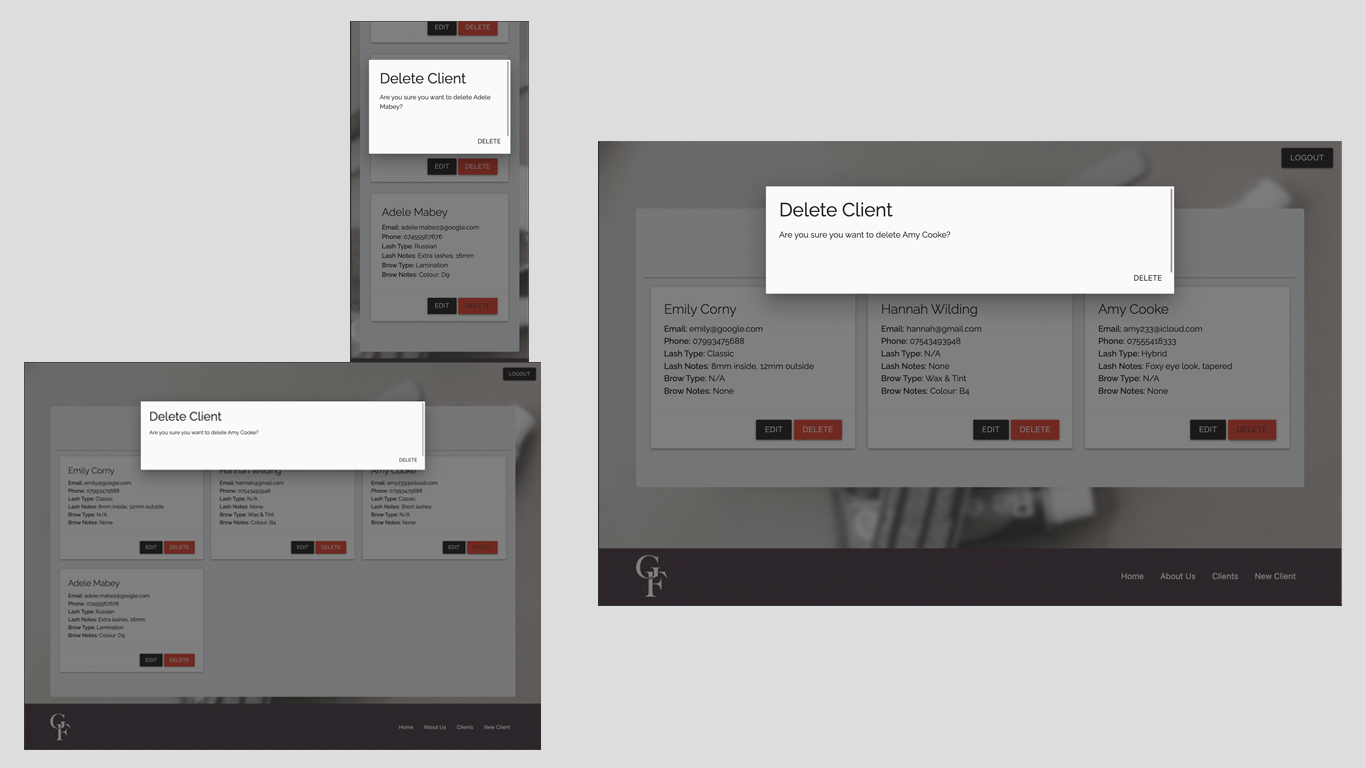 EDIT DELETE
Delete Client
Are you sure you want to delete Adele
Mabey?
DELETE
EDIT DELETE
Adele Mabey
Email: adele.mabe2@google.com
Phone: 07455567676
Lash Type: Russian
Lash Notes: Extra lashes, 16mm
Brow Type: Lamination
Brow Notes: Colour: D9
EDIT DELETE
LOGOUT
Delete Client
Are you sure you want to delete Amy Cooke?
DELETE
Emily Corny
Email: emily@google.com
Phone: 07993475688
Lash Type: Classic
Lash Notes: 8mm inside, 12mm outside
Brow Type: N/A
Brow Notes: None
EDIT DELETE
Hannah Wilding
Email: hannah@gmail.com
Phone: 07543493948
Lash Type: N/A
Lash Notes: None
Brow Type: Wax & Tint
Brow Notes: Colour: B4
EDIT DELETE
Amy Cooke
Email: amy233@icloud.com
Phone: 07993475688
Lash Type: Classic
Lash Notes: Short lashes
Brow Type: N/A
Brow Notes: None
EDIT DELETE
Adele Mabey
Email: adele.mabe2@google.com
Phone: 07455567676
Lash Type: Russian
Lash Notes: Extra lashes, 16mm
Brow Type: Lamination
Brow Notes: Colour: D9
EDIT DELETE
GF
Home About Us Clients New Client
LOGOUT
Delete Client
Are you sure you want to delete Amy Cooke?
DELETE
Emily Corny
Email: emily@google.com
Phone: 07993475688
Lash Type: Classic
Lash Notes: 8mm inside, 12mm outside
Brow Type: N/A
Brow Notes: None
EDIT DELETE
Hannah Wilding
Email: hannah@gmail.com
Phone: 07543493948
Lash Type: N/A
Lash Notes: None
Brow Type: Wax & Tint
Brow Notes: Colour: B4
EDIT DELETE
Amy Cooke
Email: amy233@icloud.com
Phone: 07555418333
Lash Type: Hybrid
Lash Notes: Foxy eye look, tapered
Brow Type: N/A
Brow Notes: None
EDIT DELETE
GF
Home About Us Clients New Client